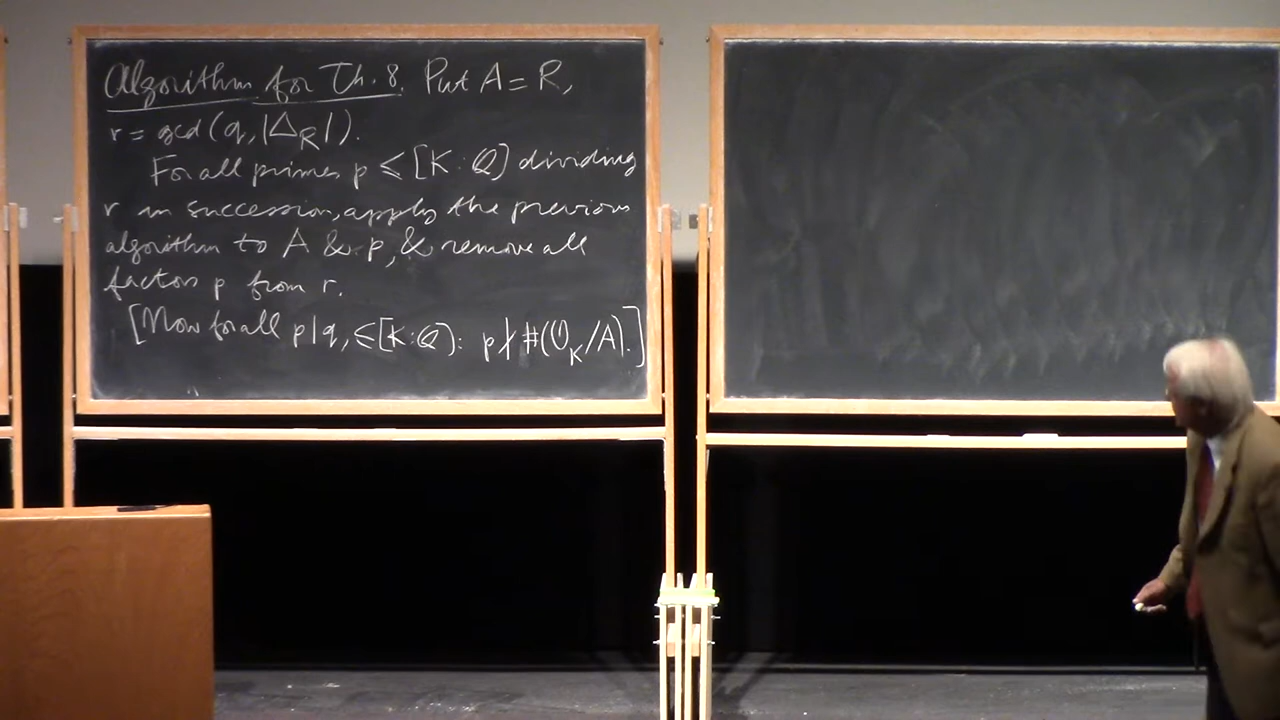 Algorithm for Th. 8. Put A = R,
r = gcd(q, |Δ_R|).
For all primes p ≤ [K : Q] dividing
r in succession, apply the previous
algorithm to A & p, & remove all
factors p from r.
[Now for all p|q, ≤ [K:Q]: p ∤ #(O_K/A).]